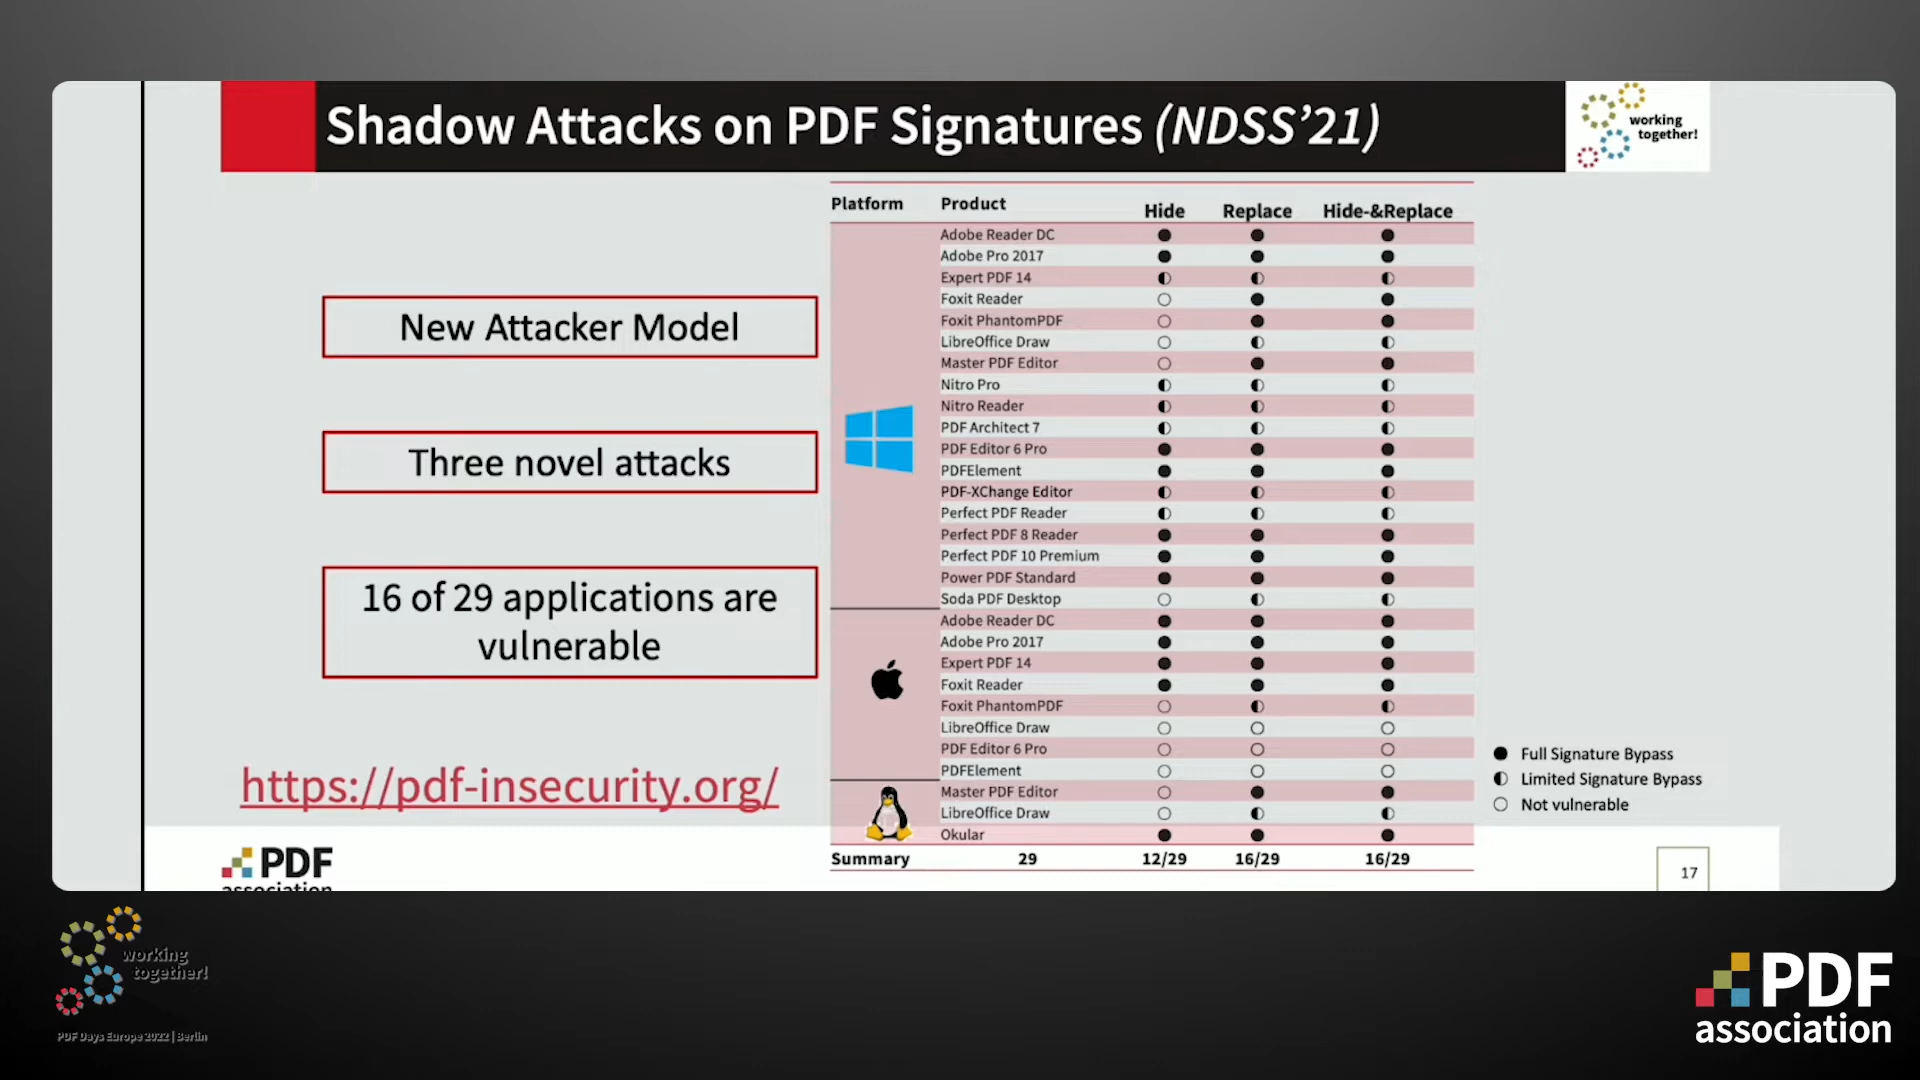 Shadow Attacks on PDF Signatures (NDSS’21)
working
together!
New Attacker Model
Three novel attacks
16 of 29 applications are
vulnerable
https://pdf-insecurity.org/
Platform Product Hide Replace Hide-&Replace
Adobe Reader DC ● ● ●
Adobe Pro 2017 ● ● ●
Expert PDF 14 ◐ ◐ ◐
Foxit Reader ○ ● ●
Foxit PhantomPDF ○ ● ●
LibreOffice Draw ○ ◐ ◐
Master PDF Editor ○ ● ●
Nitro Pro ◐ ◐ ◐
Nitro Reader ◐ ◐ ◐
PDF Architect 7 ◐ ◐ ◐
PDF Editor 6 Pro ● ● ●
PDFElement ● ● ●
PDF-XChange Editor ◐ ◐ ◐
Perfect PDF Reader ◐ ◐ ◐
Perfect PDF 8 Reader ● ● ●
Perfect PDF 10 Premium ● ● ●
Power PDF Standard ● ● ●
Soda PDF Desktop ○ ◐ ◐
Adobe Reader DC ● ● ●
Adobe Pro 2017 ● ● ●
Expert PDF 14 ● ● ●
Foxit Reader ● ● ●
Foxit PhantomPDF ○ ◐ ◐
LibreOffice Draw ○ ○ ○
PDF Editor 6 Pro ○ ○ ○
PDFElement ○ ○ ○
Master PDF Editor ○ ● ●
LibreOffice Draw ○ ◐ ◐
Okular ● ● ●
Summary 29 12/29 16/29 16/29
● Full Signature Bypass
◐ Limited Signature Bypass
○ Not vulnerable
PDF
association
17
working
together!
PDF Days Europe 2022 | Berlin
PDF
association